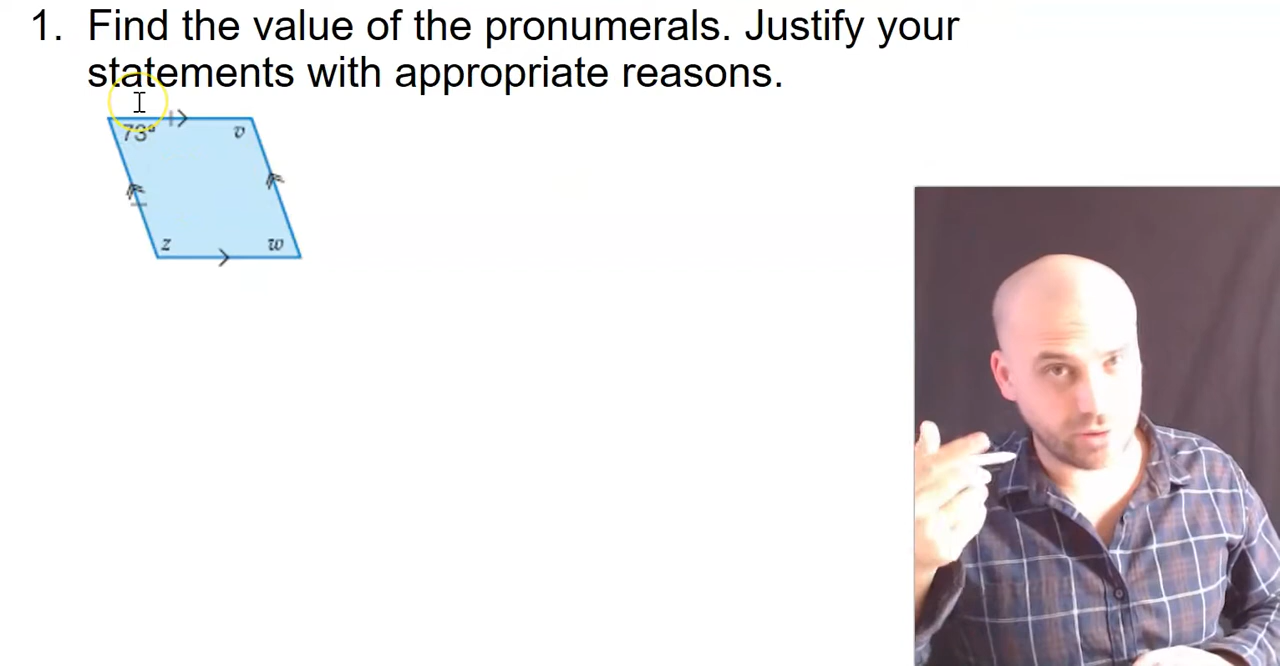 1. Find the value of the pronumerals. Justify your
statements with appropriate reasons.
73°
v
z
w